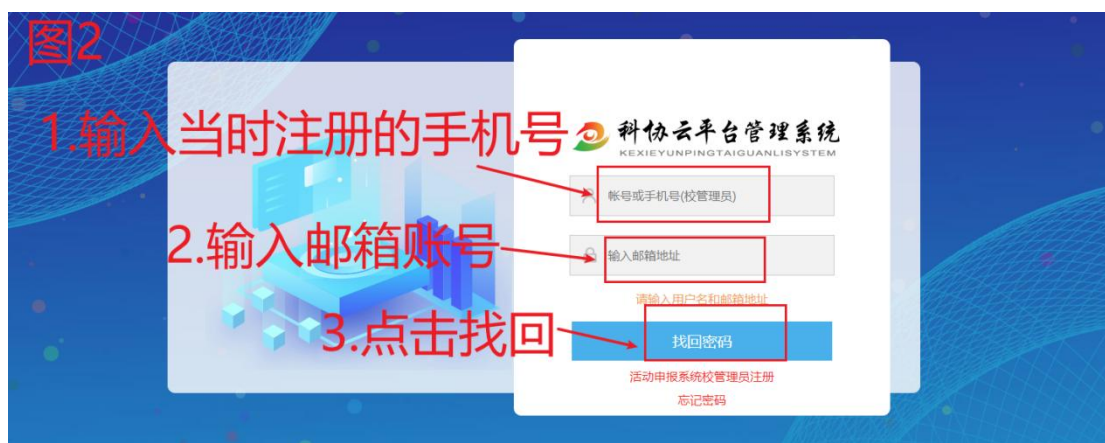 图2
1.输入当时注册的手机号
科协云平台管理系统
KEXIEYUNPINGTAIGUANLISYSTEM
帐号或手机号(校管理员)
2.输入邮箱账号
输入邮箱地址
请输入用户名和邮箱地址
3.点击找回
找回密码
活动申报系统校管理员注册
忘记密码